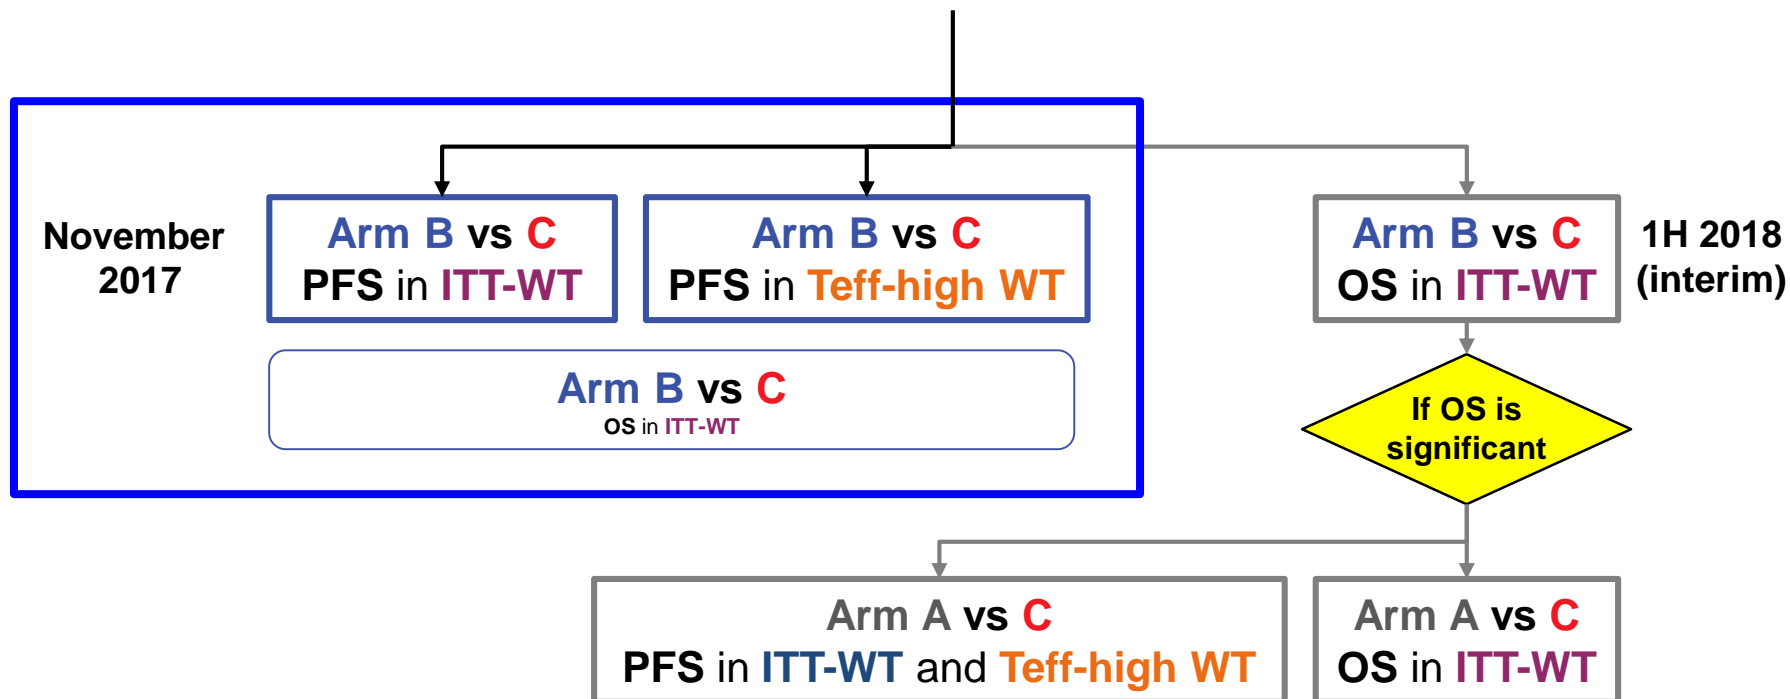 November
2017
Arm B vs C
PFS in ITT-WT
Arm B vs C
PFS in Teff-high WT
Arm B vs C
OS in ITT-WT
Arm B vs C
OS in ITT-WT
1H 2018
(interim)
If OS is
significant
Arm A vs C
PFS in ITT-WT and Teff-high WT
Arm A vs C
OS in ITT-WT